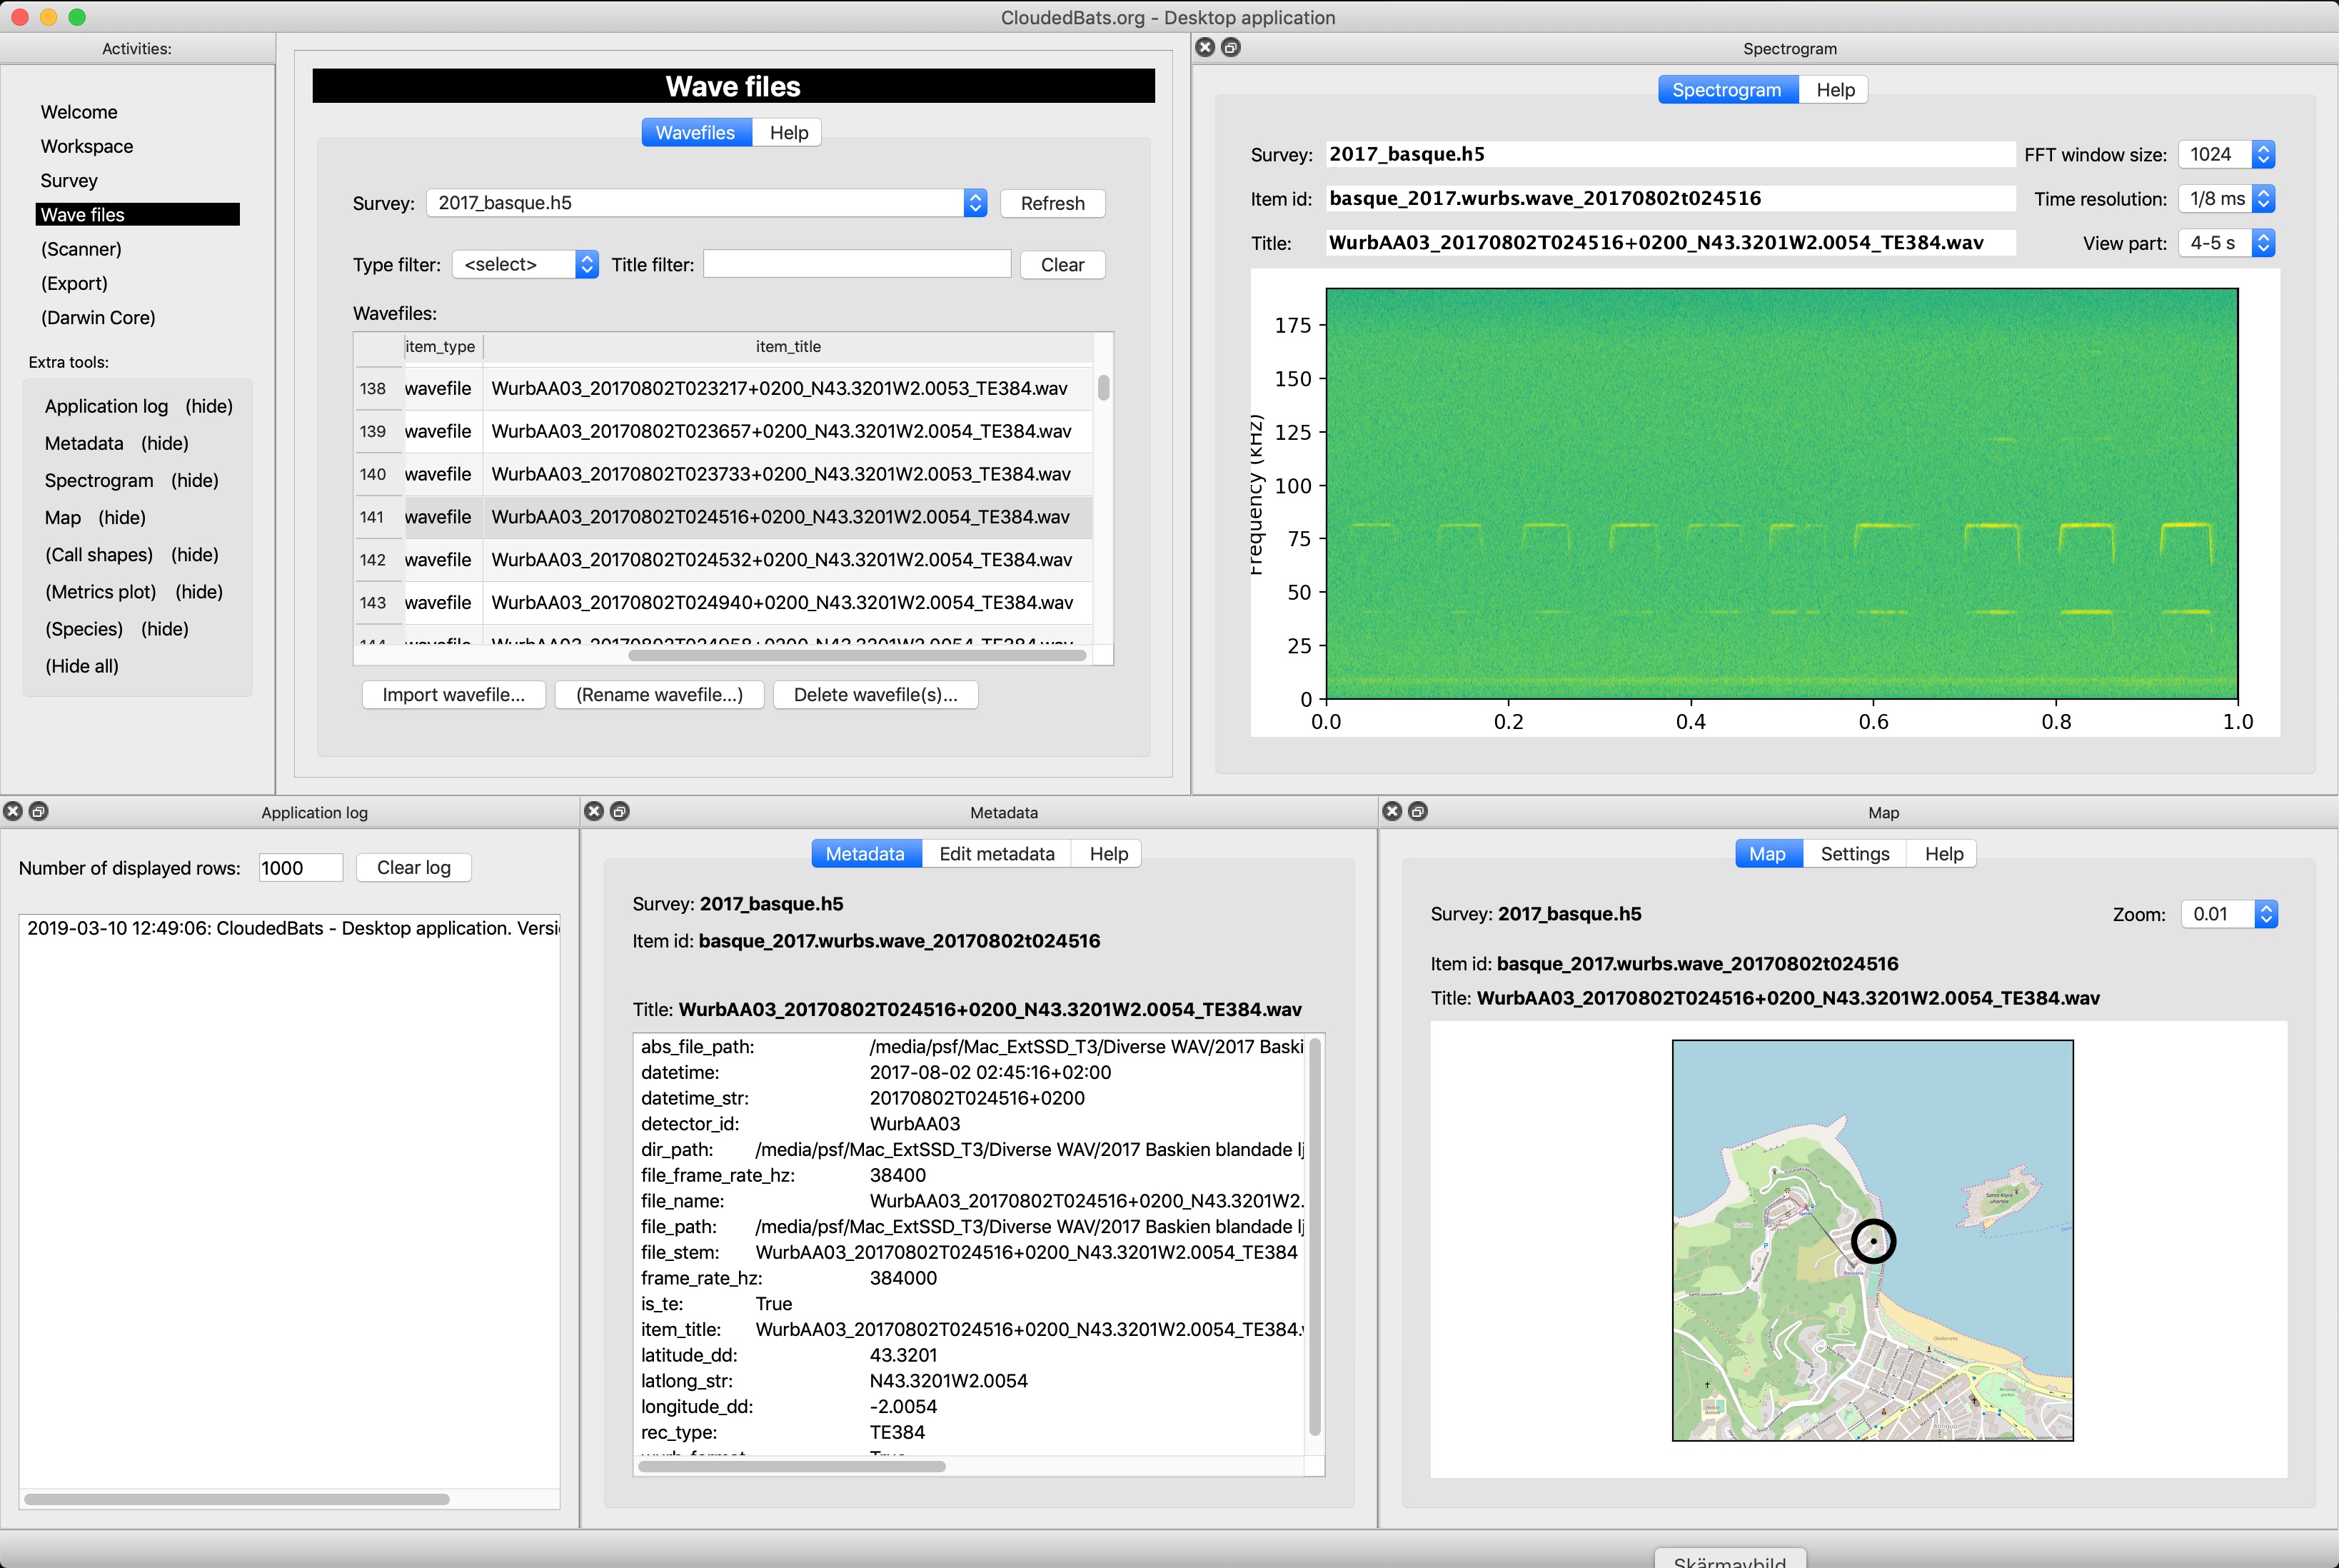 CloudedBats.org - Desktop application
Activities:
Welcome
Workspace
Survey
Wave files
(Scanner)
(Export)
(Darwin Core)
Extra tools:
Application log (hide)
Metadata (hide)
Spectrogram (hide)
Map (hide)
(Call shapes) (hide)
(Metrics plot) (hide)
(Species) (hide)
(Hide all)
Wave files
Wavefiles Help
Survey: 2017_basque.h5 Refresh
Type filter: <select> Title filter: Clear
Wavefiles:
item_type item_title
138 wavefile WurbAA03_20170802T023217+0200_N43.3201W2.0053_TE384.wav
139 wavefile WurbAA03_20170802T023657+0200_N43.3201W2.0054_TE384.wav
140 wavefile WurbAA03_20170802T023733+0200_N43.3201W2.0053_TE384.wav
141 wavefile WurbAA03_20170802T024516+0200_N43.3201W2.0054_TE384.wav
142 wavefile WurbAA03_20170802T024532+0200_N43.3201W2.0054_TE384.wav
143 wavefile WurbAA03_20170802T024940+0200_N43.3201W2.0054_TE384.wav
144 wavefile WurbAA03_20170802T024958+0200_N43.3201W2.0054_TE384.wav
Import wavefile... (Rename wavefile...) Delete wavefile(s)...
Spectrogram
Spectrogram Help
Survey: 2017_basque.h5 FFT window size: 1024
Item id: basque_2017.wurbs.wave_20170802t024516 Time resolution: 1/8 ms
Title: WurbAA03_20170802T024516+0200_N43.3201W2.0054_TE384.wav View part: 4-5 s
Frequency (kHz)
175
150
125
100
75
50
25
0
0.0 0.2 0.4 0.6 0.8 1.0
Application log
Number of displayed rows: 1000 Clear log
2019-03-10 12:49:06: CloudedBats - Desktop application. Versi
Metadata
Metadata Edit metadata Help
Survey: 2017_basque.h5
Item id: basque_2017.wurbs.wave_20170802t024516
Title: WurbAA03_20170802T024516+0200_N43.3201W2.0054_TE384.wav
abs_file_path: /media/psf/Mac_ExtSSD_T3/Diverse WAV/2017 Baski
datetime: 2017-08-02 02:45:16+02:00
datetime_str: 20170802T024516+0200
detector_id: WurbAA03
dir_path: /media/psf/Mac_ExtSSD_T3/Diverse WAV/2017 Baskien blandade lj
file_frame_rate_hz: 38400
file_name: WurbAA03_20170802T024516+0200_N43.3201W2.
file_path: /media/psf/Mac_ExtSSD_T3/Diverse WAV/2017 Baskien blandade lj
file_stem: WurbAA03_20170802T024516+0200_N43.3201W2.0054_TE384
frame_rate_hz: 384000
is_te: True
item_title: WurbAA03_20170802T024516+0200_N43.3201W2.0054_TE384.
latitude_dd: 43.3201
latlong_str: N43.3201W2.0054
longitude_dd: -2.0054
rec_type: TE384
wurb_format True
Map
Map Settings Help
Survey: 2017_basque.h5 Zoom: 0.01
Item id: basque_2017.wurbs.wave_20170802t024516
Title: WurbAA03_20170802T024516+0200_N43.3201W2.0054_TE384.wav
Santa Klara
uhartea
Ondarreta
Antiguo
Skärmavbild